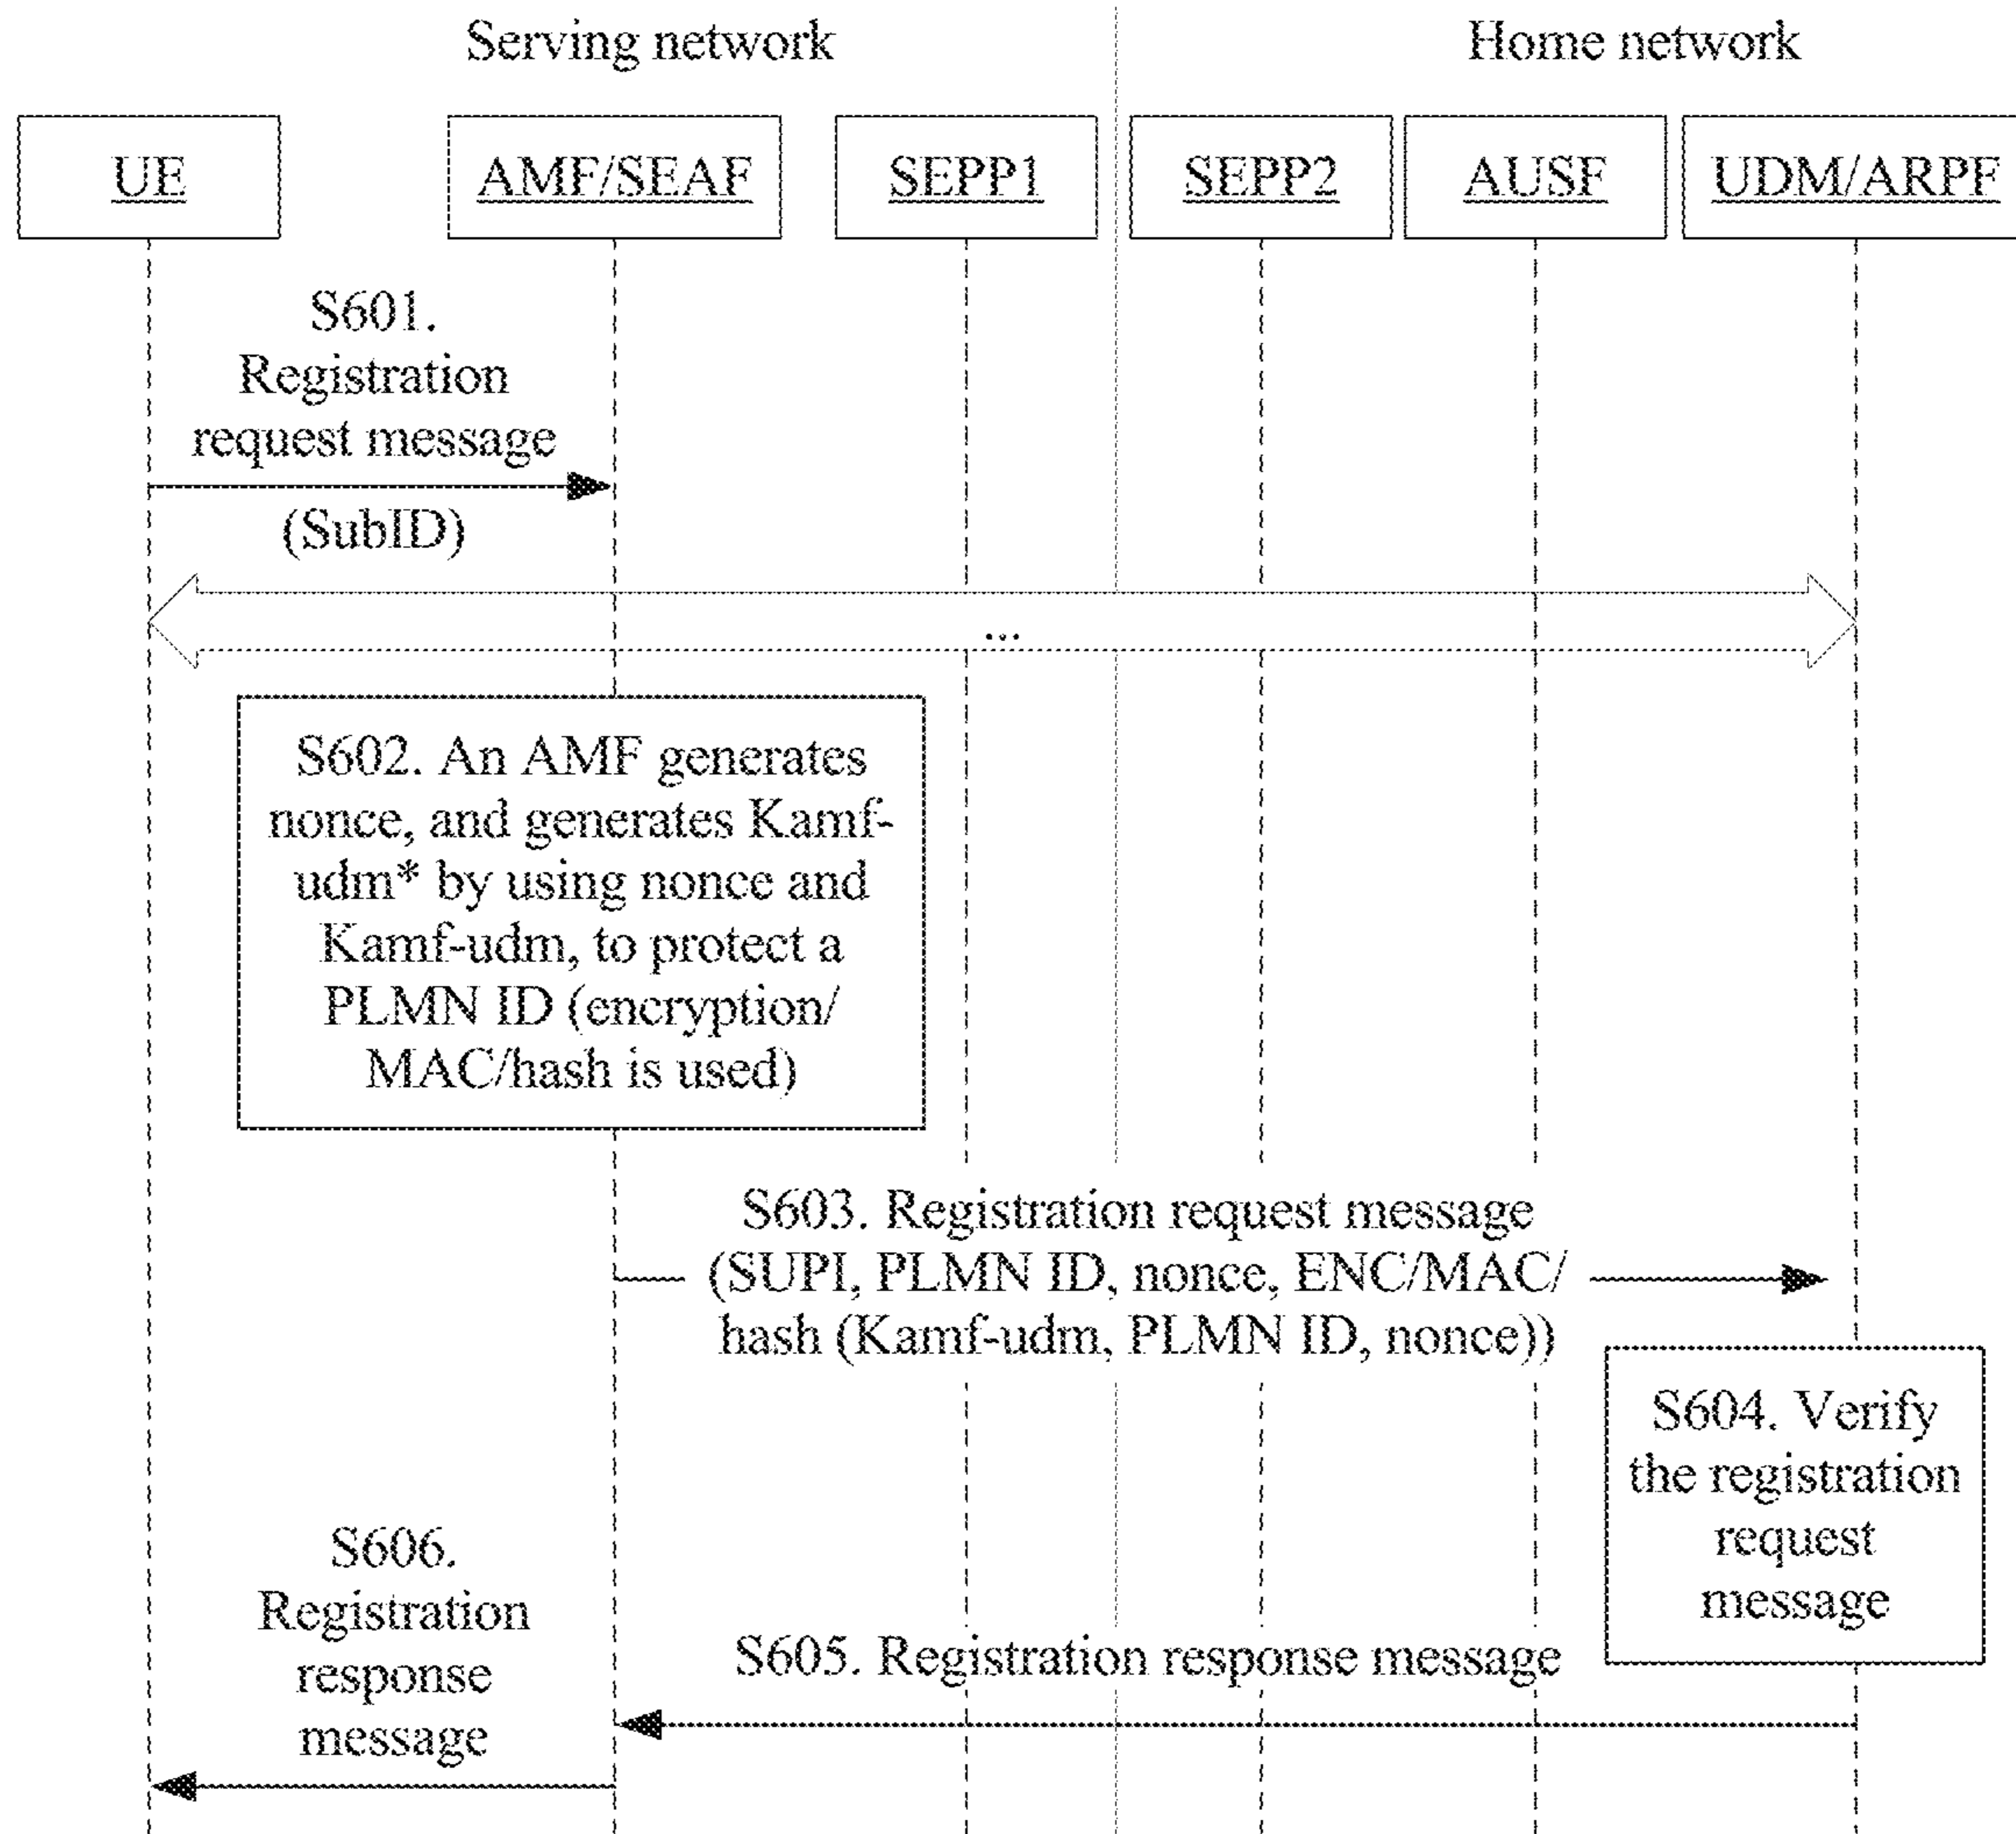 Serving network
Home network
UE
AMF/SEAF
SEPP1
SEPP2
AUSF
UDM/ARPF
S601.
Registration
request message
(SubID)
...
S602. An AMF generates
nonce, and generates Kamf-
udm* by using nonce and
Kamf-udm, to protect a
PLMN ID (encryption/
MAC/hash is used)
S603. Registration request message
(SUPI, PLMN ID, nonce, ENC/MAC/
hash (Kamf-udm, PLMN ID, nonce))
S604. Verify
the registration
request
message
S605. Registration response message
S606.
Registration
response
message